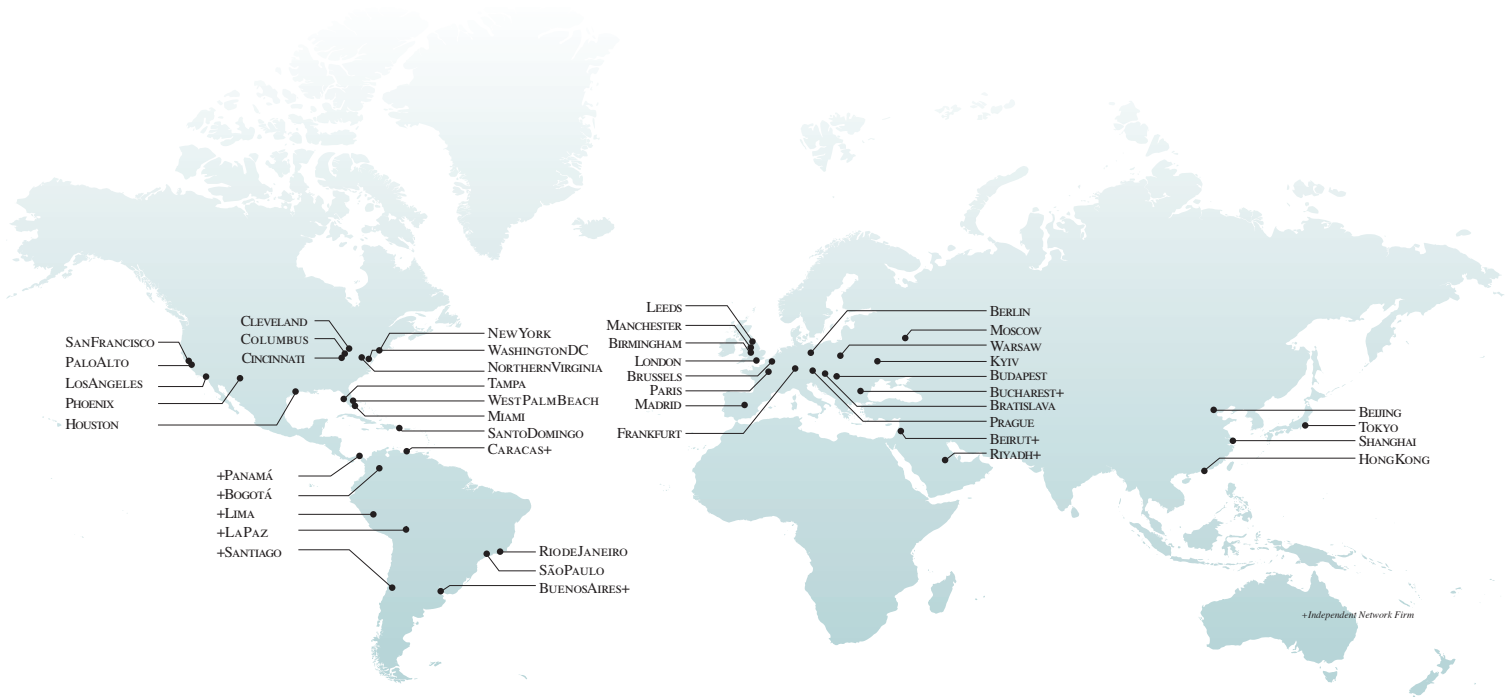 SANFRANCISCO
PALOALTO
LOSANGELES
PHOENIX
HOUSTON
CLEVELAND
COLUMBUS
CINCINNATI
NEWYORK
WASHINGTONDC
NORTHERNVIRGINIA
TAMPA
WESTPALMBEACH
MIAMI
SANTODOMINGO
CARACAS+
+PANAMÁ
+BOGOTÁ
+LIMA
+LAPAZ
+SANTIAGO
RIODEJANEIRO
SÃOPAULO
BUENOSAIRES+
LEEDS
MANCHESTER
BIRMINGHAM
LONDON
BRUSSELS
PARIS
MADRID
FRANKFURT
BERLIN
MOSCOW
WARSAW
KYIV
BUDAPEST
BUCHAREST+
BRATISLAVA
PRAGUE
BEIRUT+
RIYADH+
BEIJING
TOKYO
SHANGHAI
HONGKONG
+Independent Network Firm